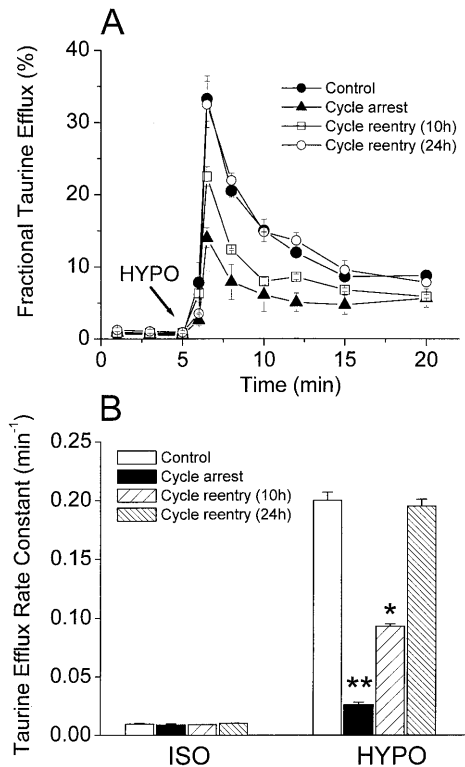 A
Fractional Taurine Efflux (%)
40
30
20
10
0
Control
Cycle arrest
Cycle reentry (10h)
Cycle reentry (24h)
HYPO
0
5
10
15
20
Time (min)
B
Taurine Efflux Rate Constant (min⁻¹)
0.25
0.20
0.15
0.10
0.05
0.00
Control
Cycle arrest
Cycle reentry (10h)
Cycle reentry (24h)
**
*
ISO
HYPO